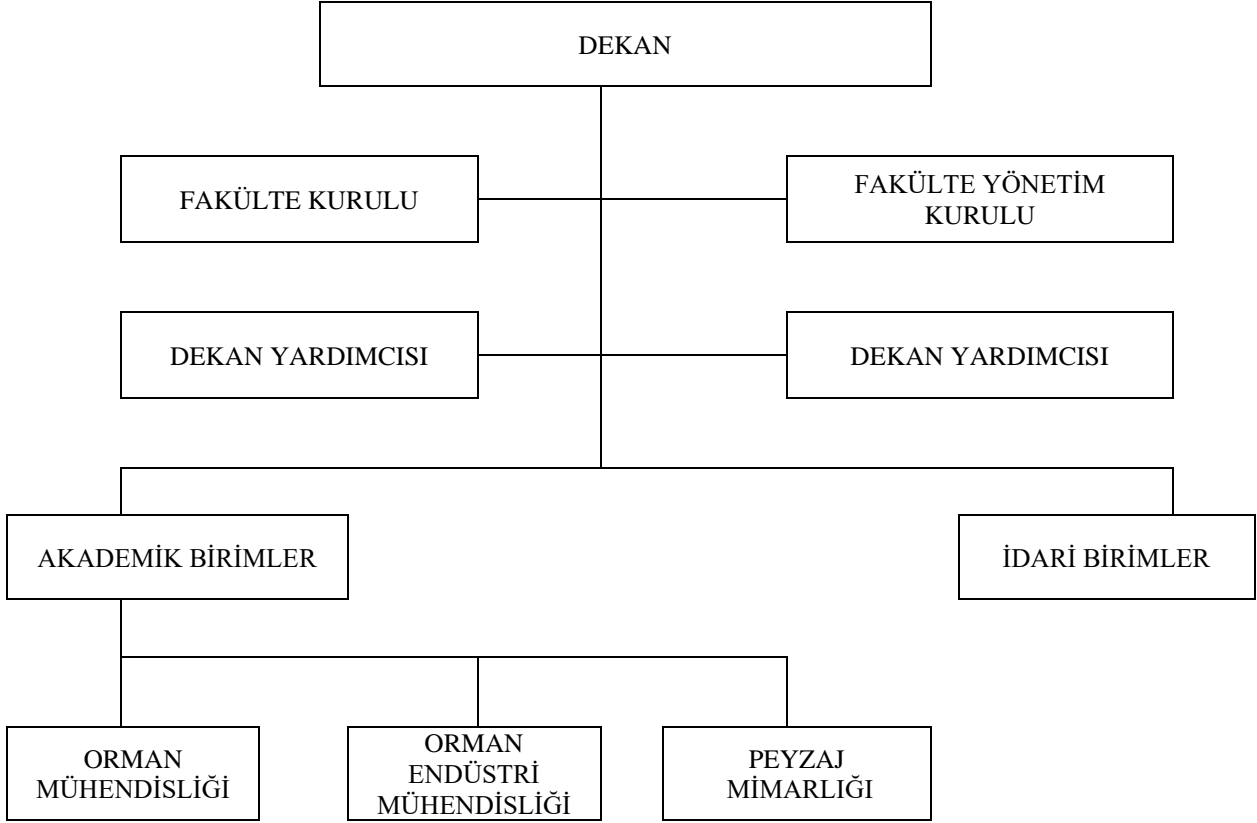 DEKAN
FAKÜLTE KURULU
FAKÜLTE YÖNETİM
KURULU
DEKAN YARDIMCISI
DEKAN YARDIMCISI
AKADEMİK BİRİMLER
İDARİ BİRİMLER
ORMAN
MÜHENDİSLİĞİ
ORMAN
ENDÜSTRİ
MÜHENDİSLİĞİ
PEYZAJ
MİMARLIĞI